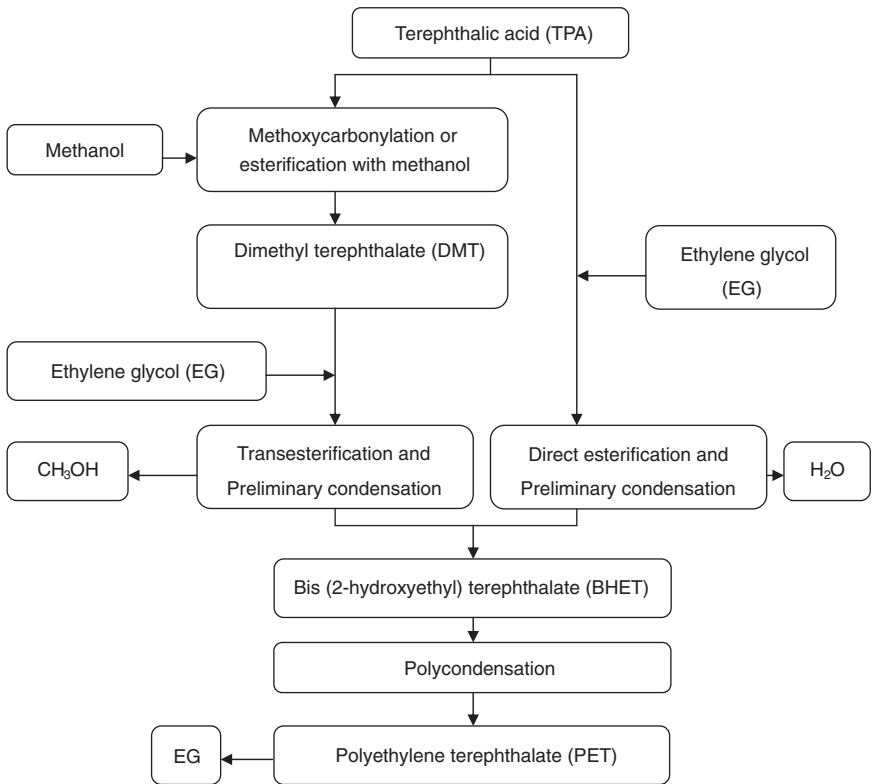 Terephthalic acid (TPA)
Methanol
Methoxycarbonylation or
esterification with methanol
Dimethyl terephthalate (DMT)
Ethylene glycol
(EG)
Ethylene glycol (EG)
CH₃OH
Transesterification and
Preliminary condensation
Direct esterification and
Preliminary condensation
H₂O
Bis (2-hydroxyethyl) terephthalate (BHET)
Polycondensation
EG
Polyethylene terephthalate (PET)